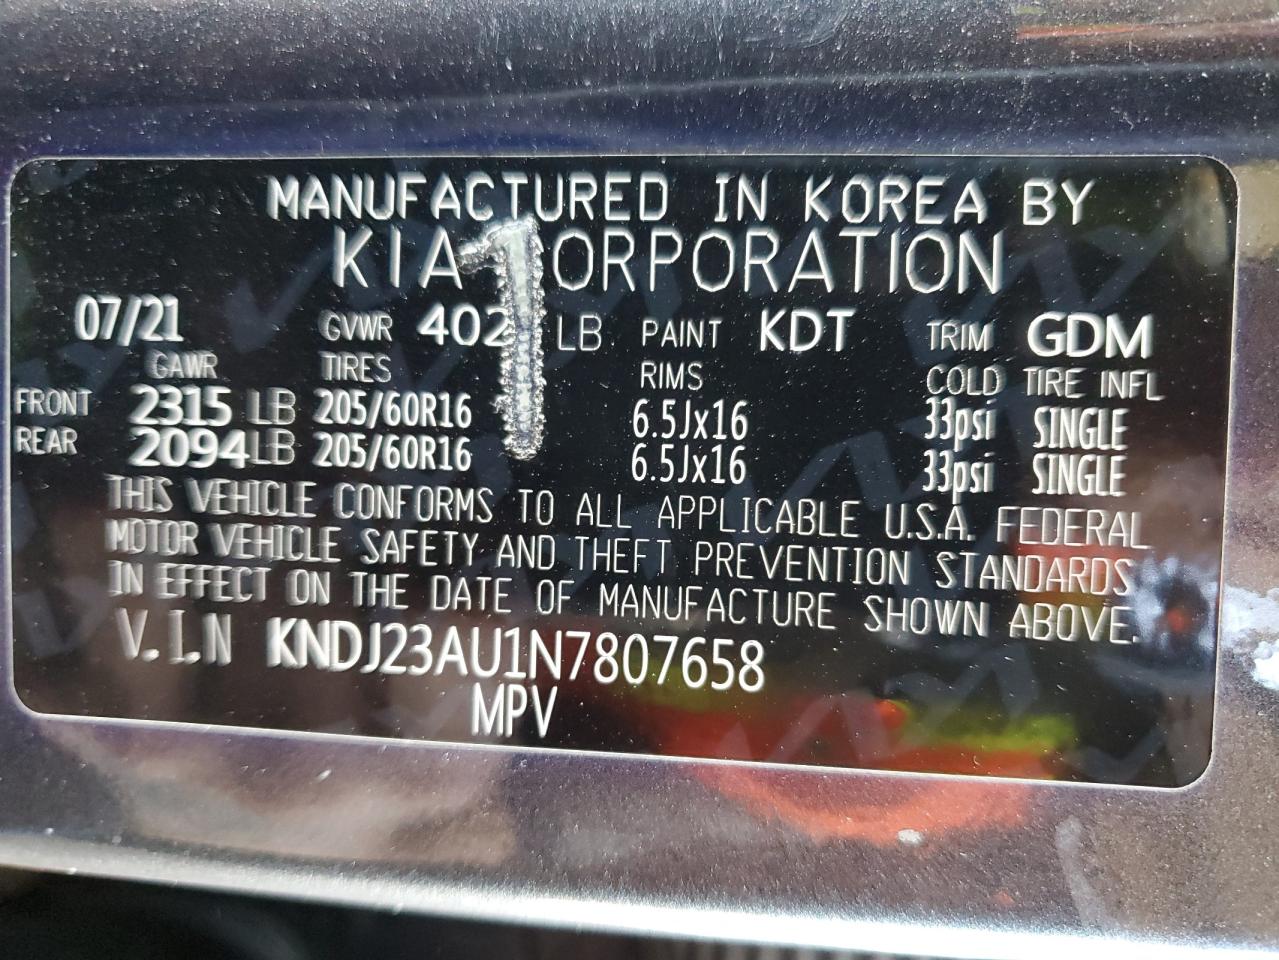 MANUFACTURED IN KOREA BY
KIA 1 ORPORATION
07/21 GVWR 402 LB PAINT KDT TRIM GDM
GAWR TIRES RIMS COLD TIRE INFL
FRONT 2315 LB 205/60R16 6.5Jx16 33psi SINGLE
REAR 2094 LB 205/60R16 6.5Jx16 33psi SINGLE
THIS VEHICLE CONFORMS TO ALL APPLICABLE U.S.A. FEDERAL
MOTOR VEHICLE SAFETY AND THEFT PREVENTION STANDARDS
IN EFFECT ON THE DATE OF MANUFACTURE SHOWN ABOVE.
V.I.N KNDJ23AU1N7807658
MPV